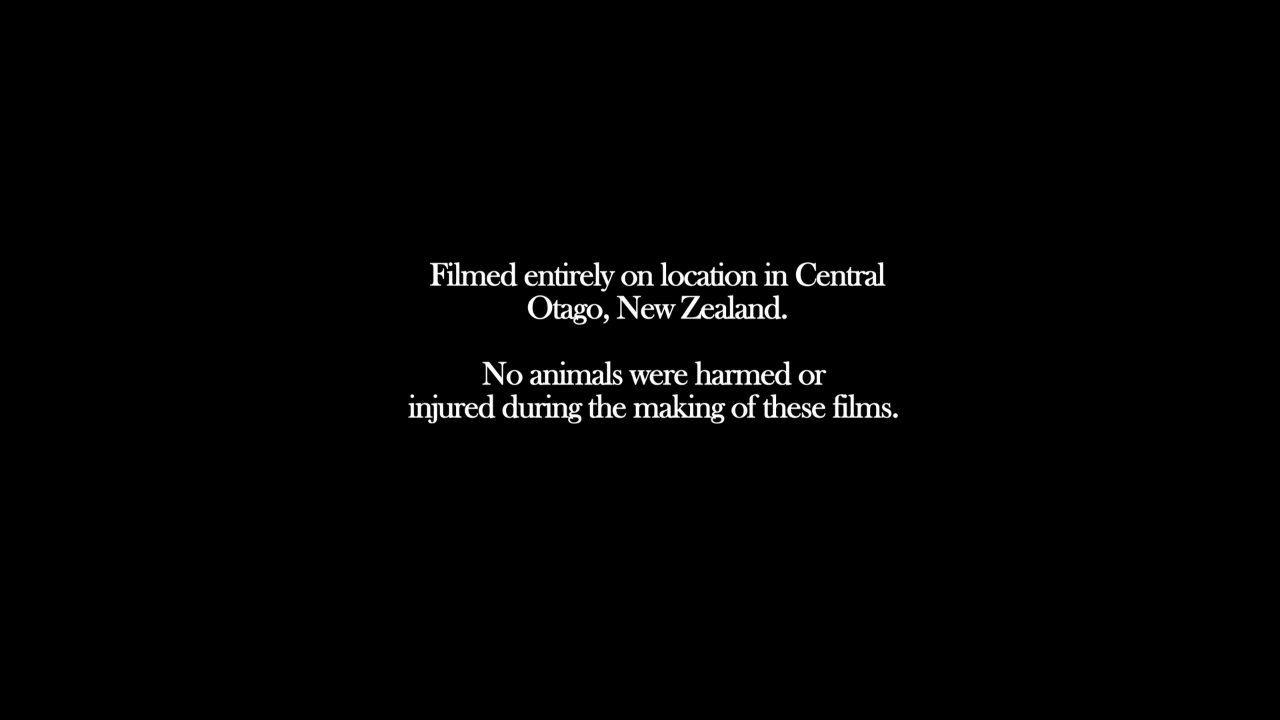 Filmed entirely on location in Central
Otago, New Zealand.
No animals were harmed or
injured during the making of these films.